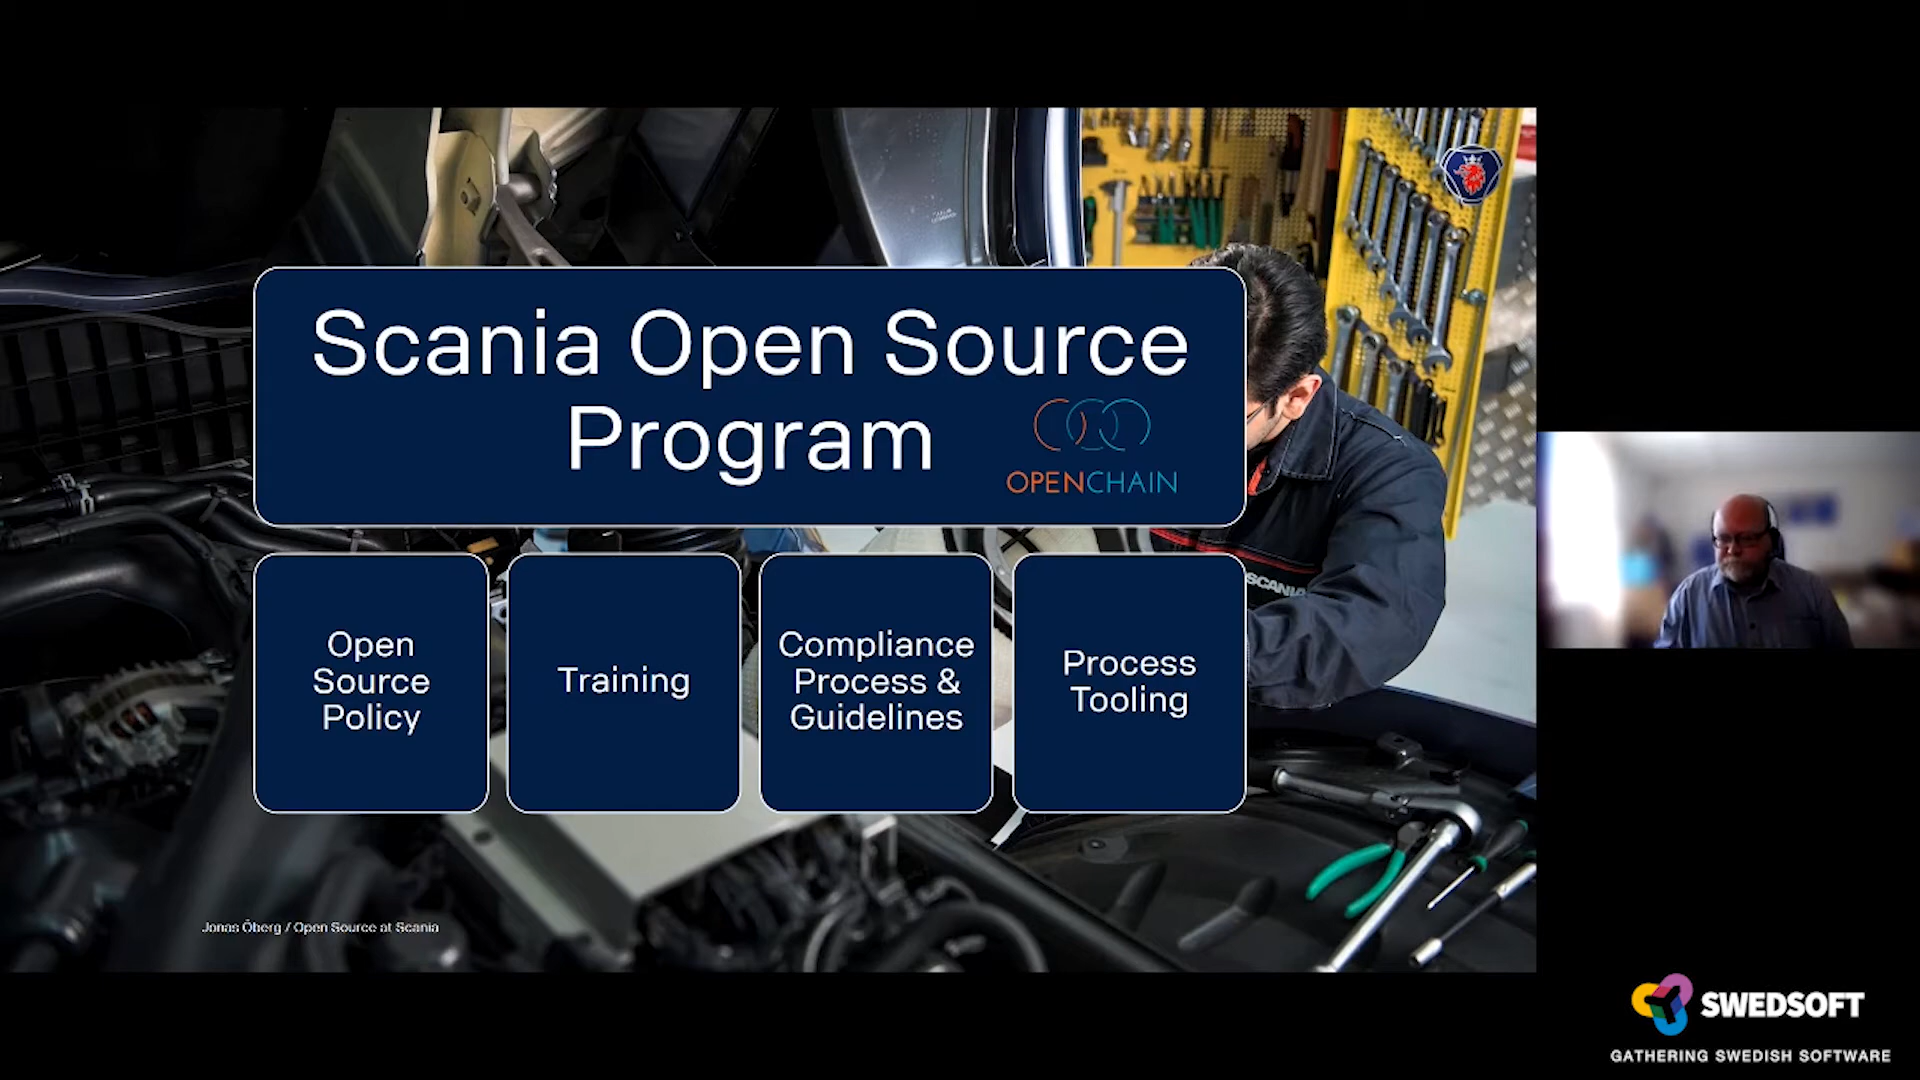 Scania Open Source
Program
OPENCHAIN
SCANIA
Open
Source
Policy
Training
Compliance
Process &
Guidelines
Process
Tooling
Jonas Öberg / Open Source at Scania
SWEDSOFT
GATHERING SWEDISH SOFTWARE